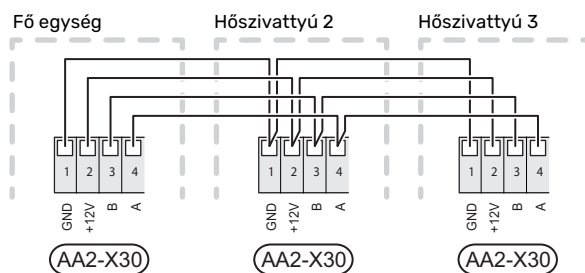 Fő egység
Hőszivattyú 2
Hőszivattyú 3
1 2 3 4
1 2 3 4
1 2 3 4
GND +12V B A
GND +12V B A
GND +12V B A
AA2-X30
AA2-X30
AA2-X30